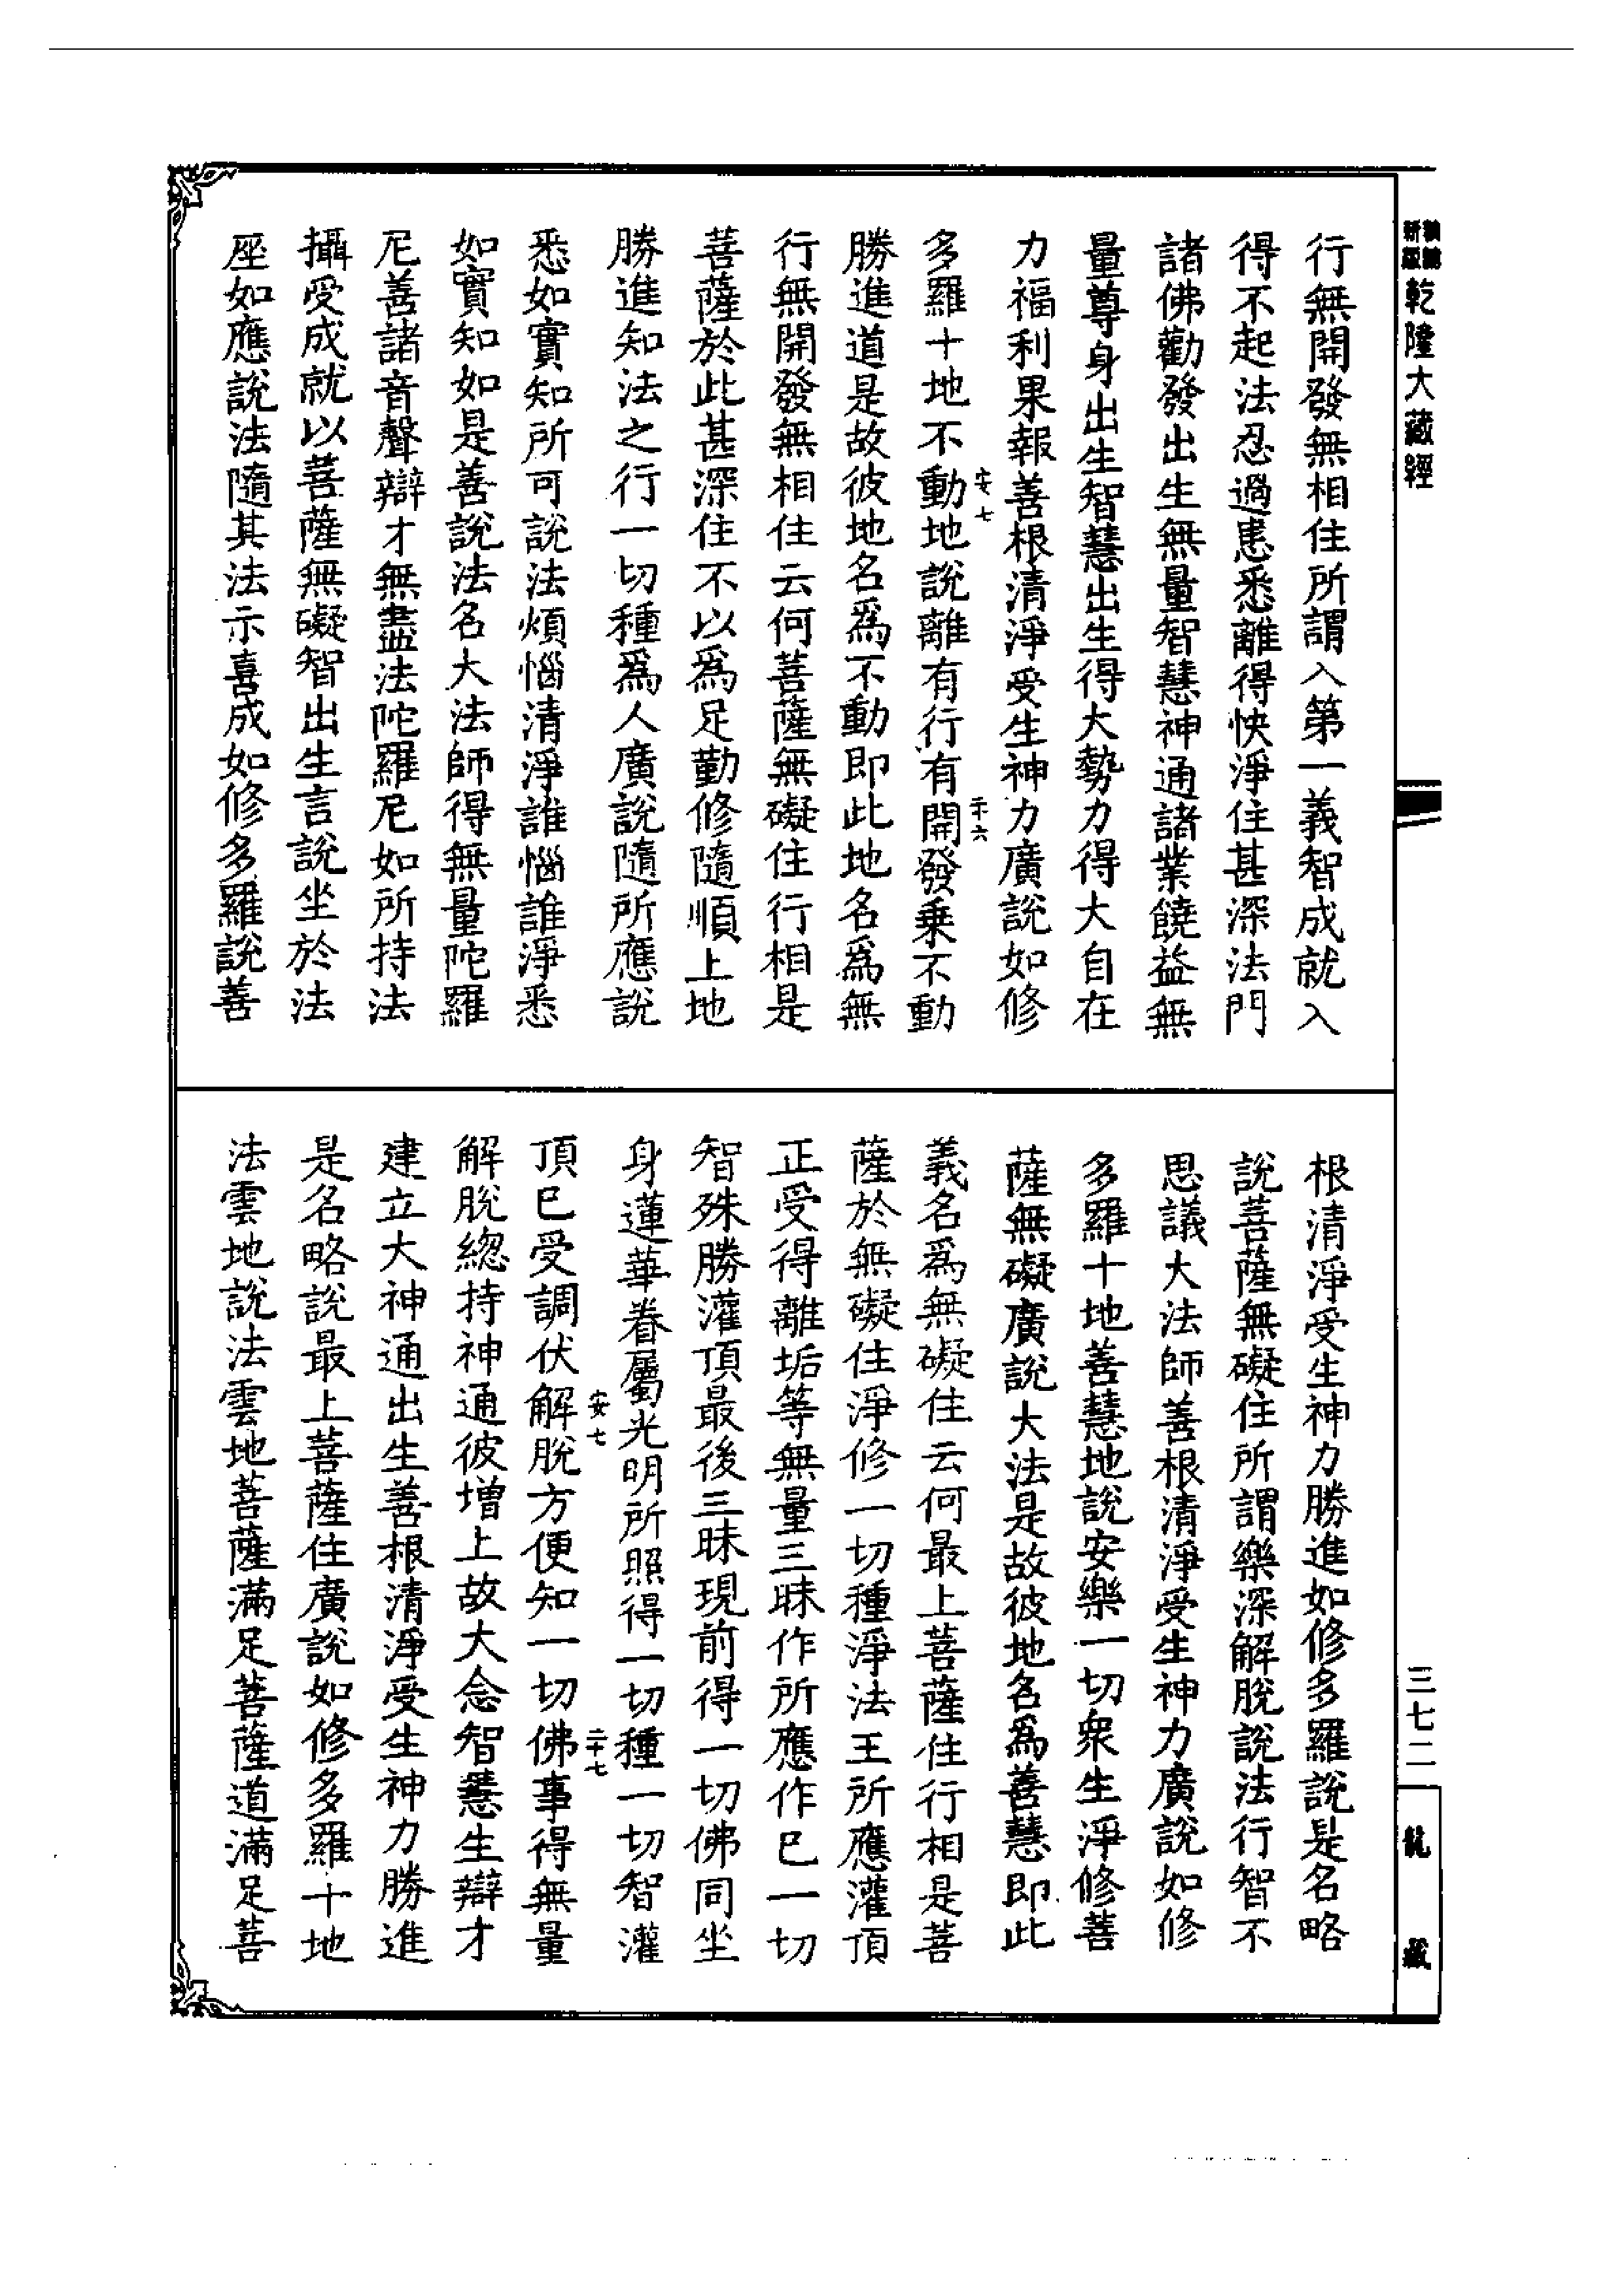 乾隆大藏經
行無開發無相住所謂入第一義智成就入
得不起法忍過患悉離得快淨住甚深法門
諸佛勸發出生無量智慧神通諸業饒益無
量尊身出生智慧出生得大勢力得大自在
力福利果報善根清淨受生神力廣說如修
多羅十地不動地說離有行有開發乗不動
安七
二十六
勝進道是故彼地名爲不動即此地名爲無
行無開發無相住云何菩薩無礙住行相是
菩薩於此甚深住不以爲足勤修隨順上地
勝進知法之行一切種爲人廣說隨所應說
悉如實知所可說法煩惱清淨誰惱誰淨悉
如實知如是善說法名大法師得無量陀羅
尼善諸音聲辯才無盡法陀羅尼如所持法
攝受成就以菩薩無礙智出生言說坐於法
座如應說法隨其法示喜成如修多羅說善
根清淨受生神力勝進如修多羅說是名略
說菩薩無礙住所謂樂深解脫說法行智不
思議大法師善根清淨受生神力廣說如修
多羅十地善慧地說安樂一切衆生淨修菩
薩無礙廣說大法是故彼地名爲善慧即此
義名爲無礙住云何最上菩薩住行相是菩
薩於無礙住淨修一切種淨法王所應灌頂
正受得離垢等無量三昧作所應作已一切
智殊勝灌頂最後三昧現前得一切佛同坐
身蓮華眷屬光明所照得一切種一切智灌
頂已受調伏解脫方便知一切佛事得無量
安七
二十七
解脫總持神通彼增上故大念智慧生辯才
建立大神通出生善根清淨受生神力勝進
是名略說最上菩薩住廣說如修多羅十地
法雲地說法雲地菩薩滿足菩薩道滿足菩
三七二
龍藏